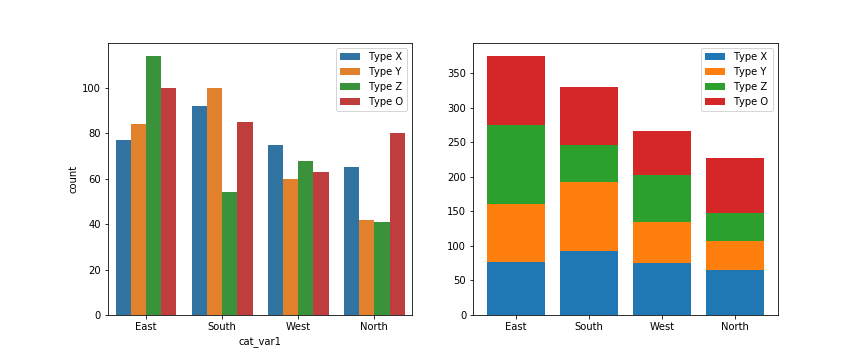 100
80
60
40
20
0
count
East South West North
cat_var1
Type X
Type Y
Type Z
Type O
350
300
250
200
150
100
50
0
East South West North
Type X
Type Y
Type Z
Type O